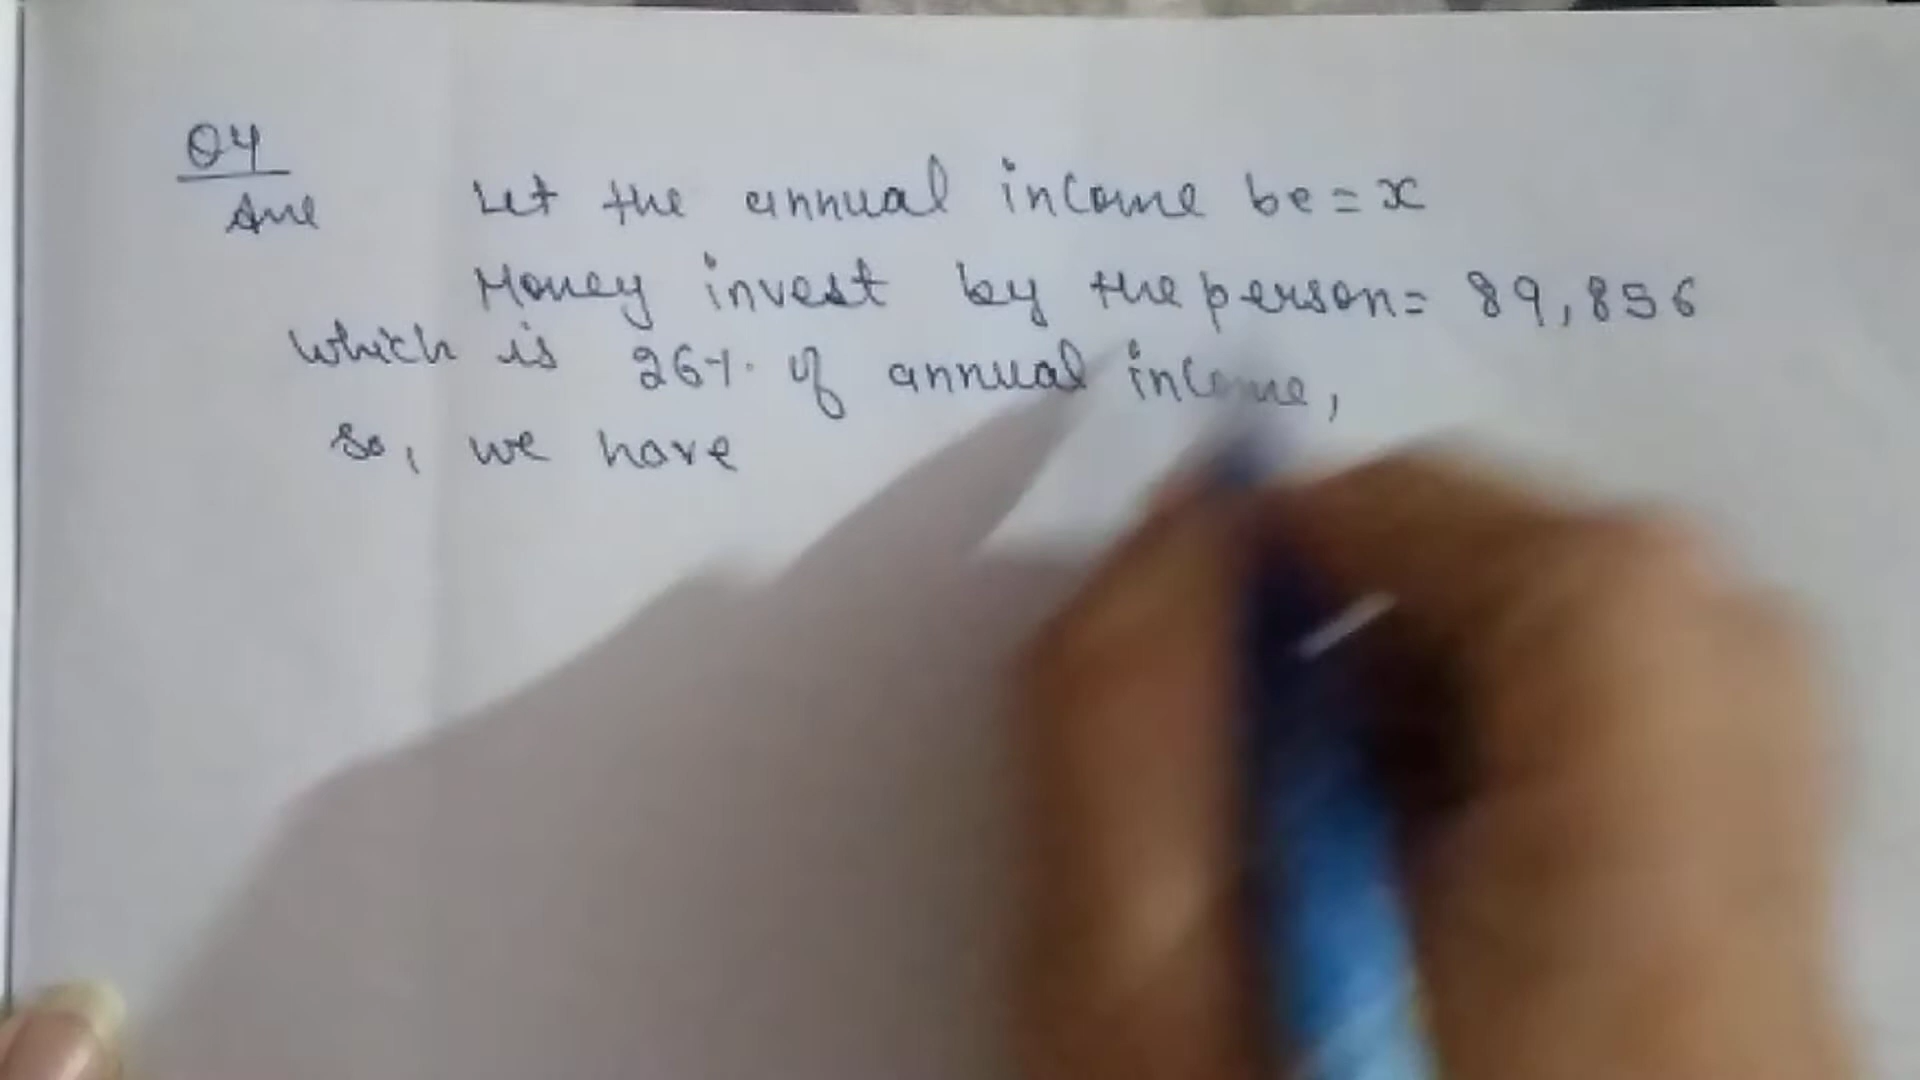 Q4
Ans Let the annual income be = x
Money invest by the person = 89,856
which is 26% of annual income,
so, we have